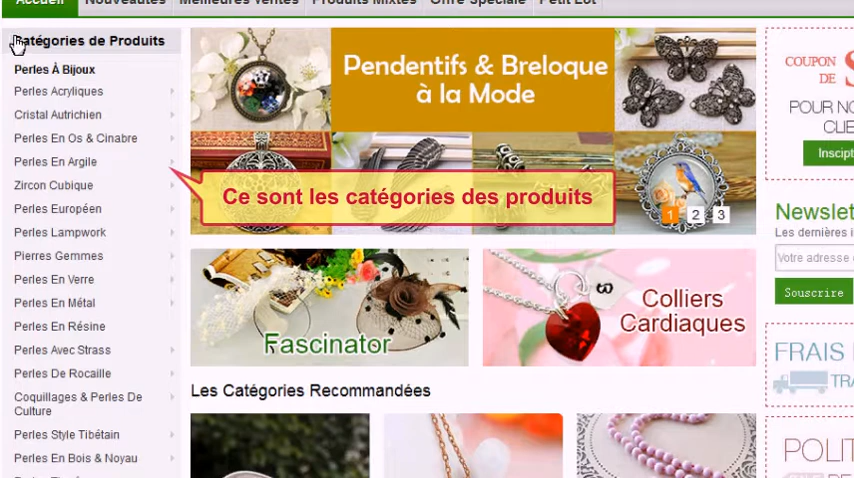 Accueil Nouveautés Meilleures Ventes Produits Mixtes Offre Spéciale Petit Lot
Catégories de Produits
Perles À Bijoux
Perles Acryliques
Cristal Autrichien
Perles En Os & Cinabre
Perles En Argile
Zircon Cubique
Perles Européen
Perles Lampwork
Pierres Gemmes
Perles En Verre
Perles En Métal
Perles En Résine
Perles Avec Strass
Perles De Rocaille
Coquillages & Perles De
Culture
Perles Style Tibétain
Perles En Bois & Noyau
Pendentifs & Breloque
à la Mode
Ce sont les catégories des produits
1 2 3
Fascinator
Colliers
Cardiaques
Les Catégories Recommandées
COUPON
DE
POUR NO
CLIE
Inscipt
Newslet
Les dernières i
Votre adresse
Souscrire
FRAIS
TRA
POLIT